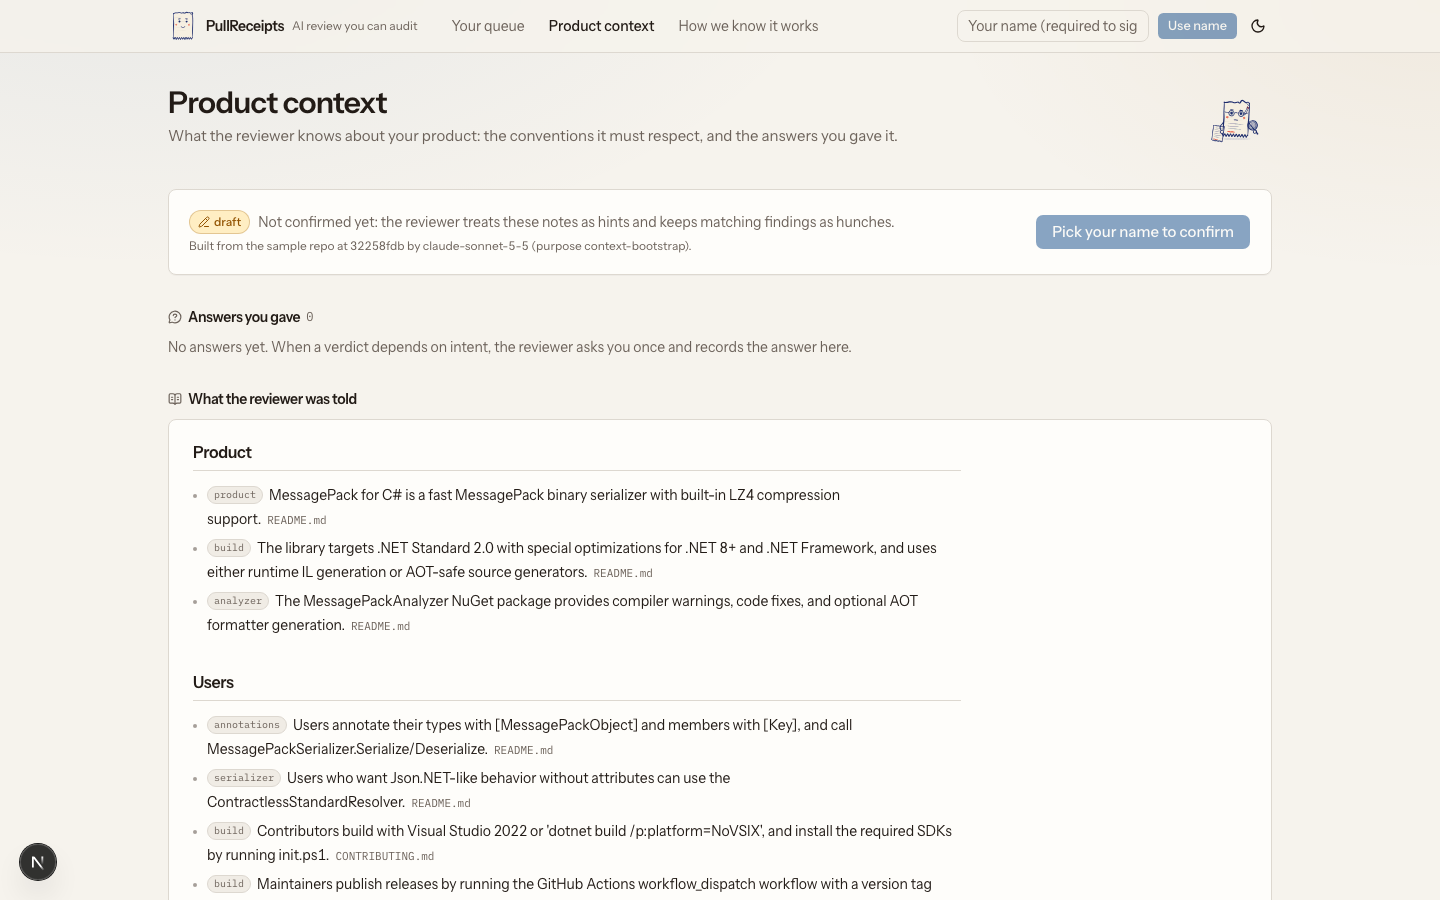 PullReceipts AI review you can audit Your queue Product context How we know it works Your name (required to sig Use name
Product context
What the reviewer knows about your product: the conventions it must respect, and the answers you gave it.
draft Not confirmed yet: the reviewer treats these notes as hints and keeps matching findings as hunches.
Built from the sample repo at 32258fdb by claude-sonnet-5-5 (purpose context-bootstrap).
Pick your name to confirm
Answers you gave 0
No answers yet. When a verdict depends on intent, the reviewer asks you once and records the answer here.
What the reviewer was told
Product
product MessagePack for C# is a fast MessagePack binary serializer with built-in LZ4 compression
support. README.md
build The library targets .NET Standard 2.0 with special optimizations for .NET 8+ and .NET Framework, and uses
either runtime IL generation or AOT-safe source generators. README.md
analyzer The MessagePackAnalyzer NuGet package provides compiler warnings, code fixes, and optional AOT
formatter generation. README.md
Users
annotations Users annotate their types with [MessagePackObject] and members with [Key], and call
MessagePackSerializer.Serialize/Deserialize. README.md
serializer Users who want Json.NET-like behavior without attributes can use the
ContractlessStandardResolver. README.md
build Contributors build with Visual Studio 2022 or 'dotnet build /p:platform=NoVSIX', and install the required SDKs
by running init.ps1. CONTRIBUTING.md
build Maintainers publish releases by running the GitHub Actions workflow_dispatch workflow with a version tag
N